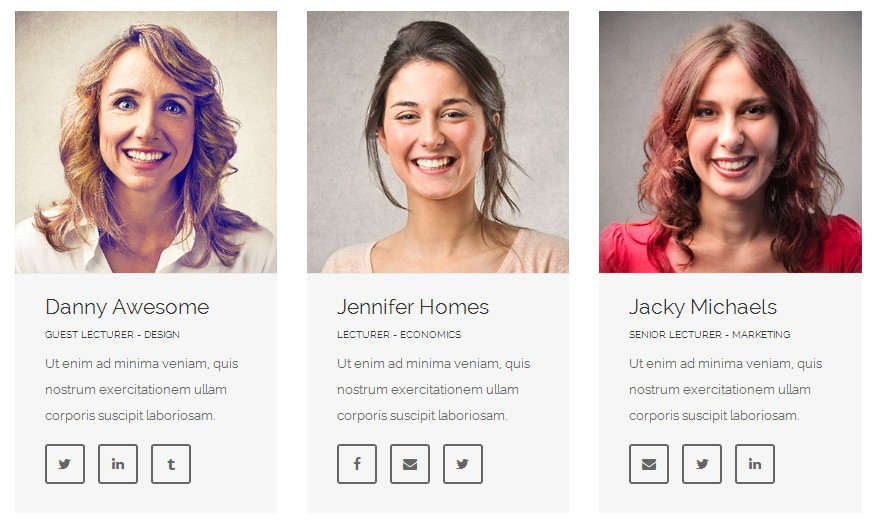 Danny Awesome
GUEST LECTURER - DESIGN
Ut enim ad minima veniam, quis
nostrum exercitationem ullam
corporis suscipit laboriosam.
Jennifer Homes
LECTURER - ECONOMICS
Ut enim ad minima veniam, quis
nostrum exercitationem ullam
corporis suscipit laboriosam.
Jacky Michaels
SENIOR LECTURER - MARKETING
Ut enim ad minima veniam, quis
nostrum exercitationem ullam
corporis suscipit laboriosam.